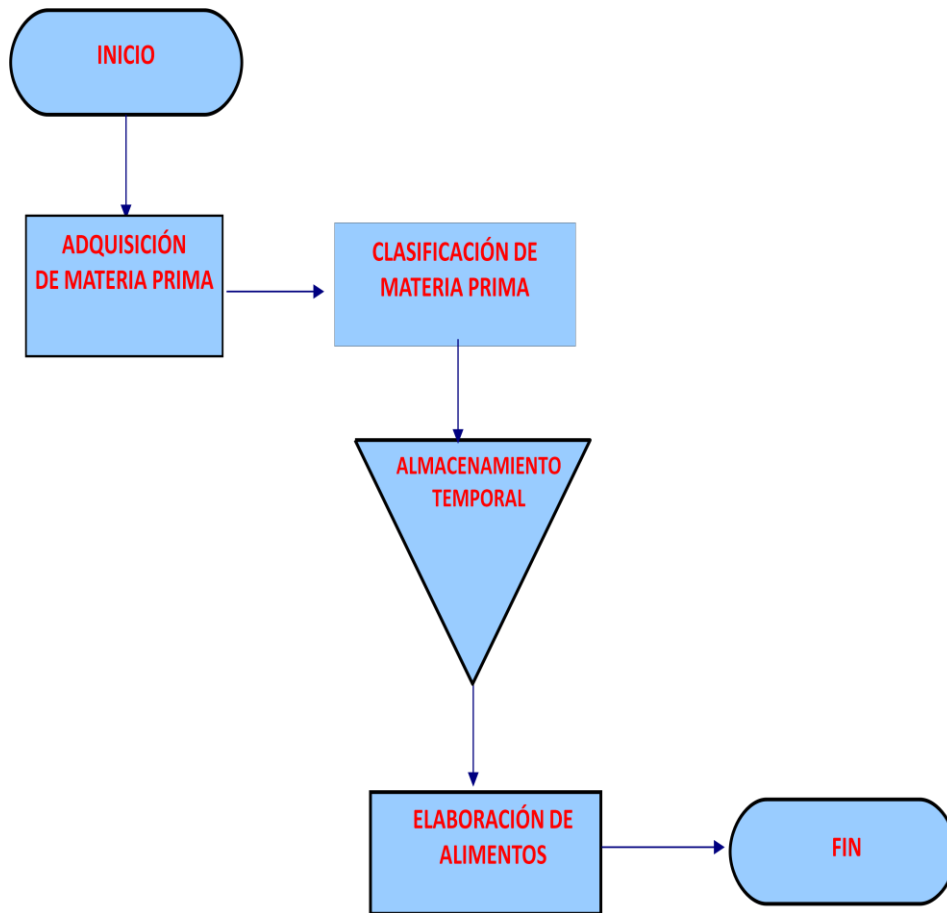 INICIO
ADQUISICIÓN
DE MATERIA PRIMA
CLASIFICACIÓN DE
MATERIA PRIMA
ALMACENAMIENTO
TEMPORAL
ELABORACIÓN DE
ALIMENTOS
FIN